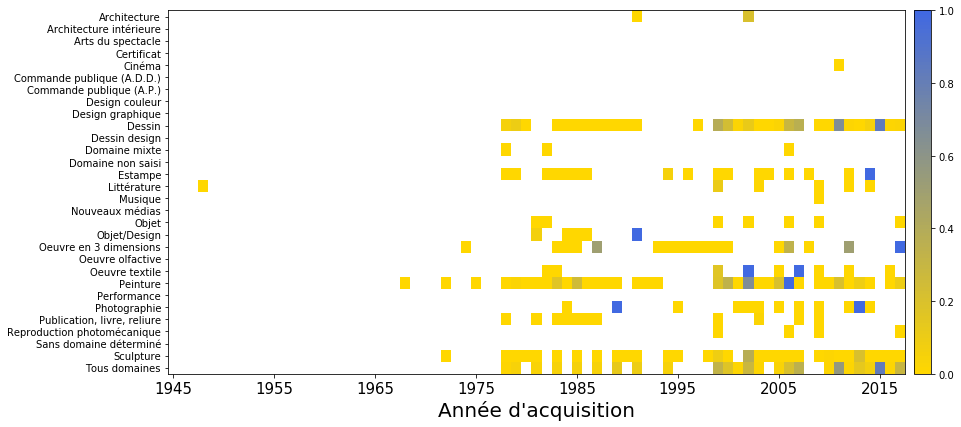 Architecture
Architecture intérieure
Arts du spectacle
Certificat
Cinéma
Commande publique (A.D.D.)
Commande publique (A.P.)
Design couleur
Design graphique
Dessin
Dessin design
Domaine mixte
Domaine non saisi
Estampe
Littérature
Musique
Nouveaux médias
Objet
Objet/Design
Oeuvre en 3 dimensions
Oeuvre olfactive
Oeuvre textile
Peinture
Performance
Photographie
Publication, livre, reliure
Reproduction photomécanique
Sans domaine déterminé
Sculpture
Tous domaines
1945 1955 1965 1975 1985 1995 2005 2015
Année d'acquisition
1.0
0.8
0.6
0.4
0.2
0.0